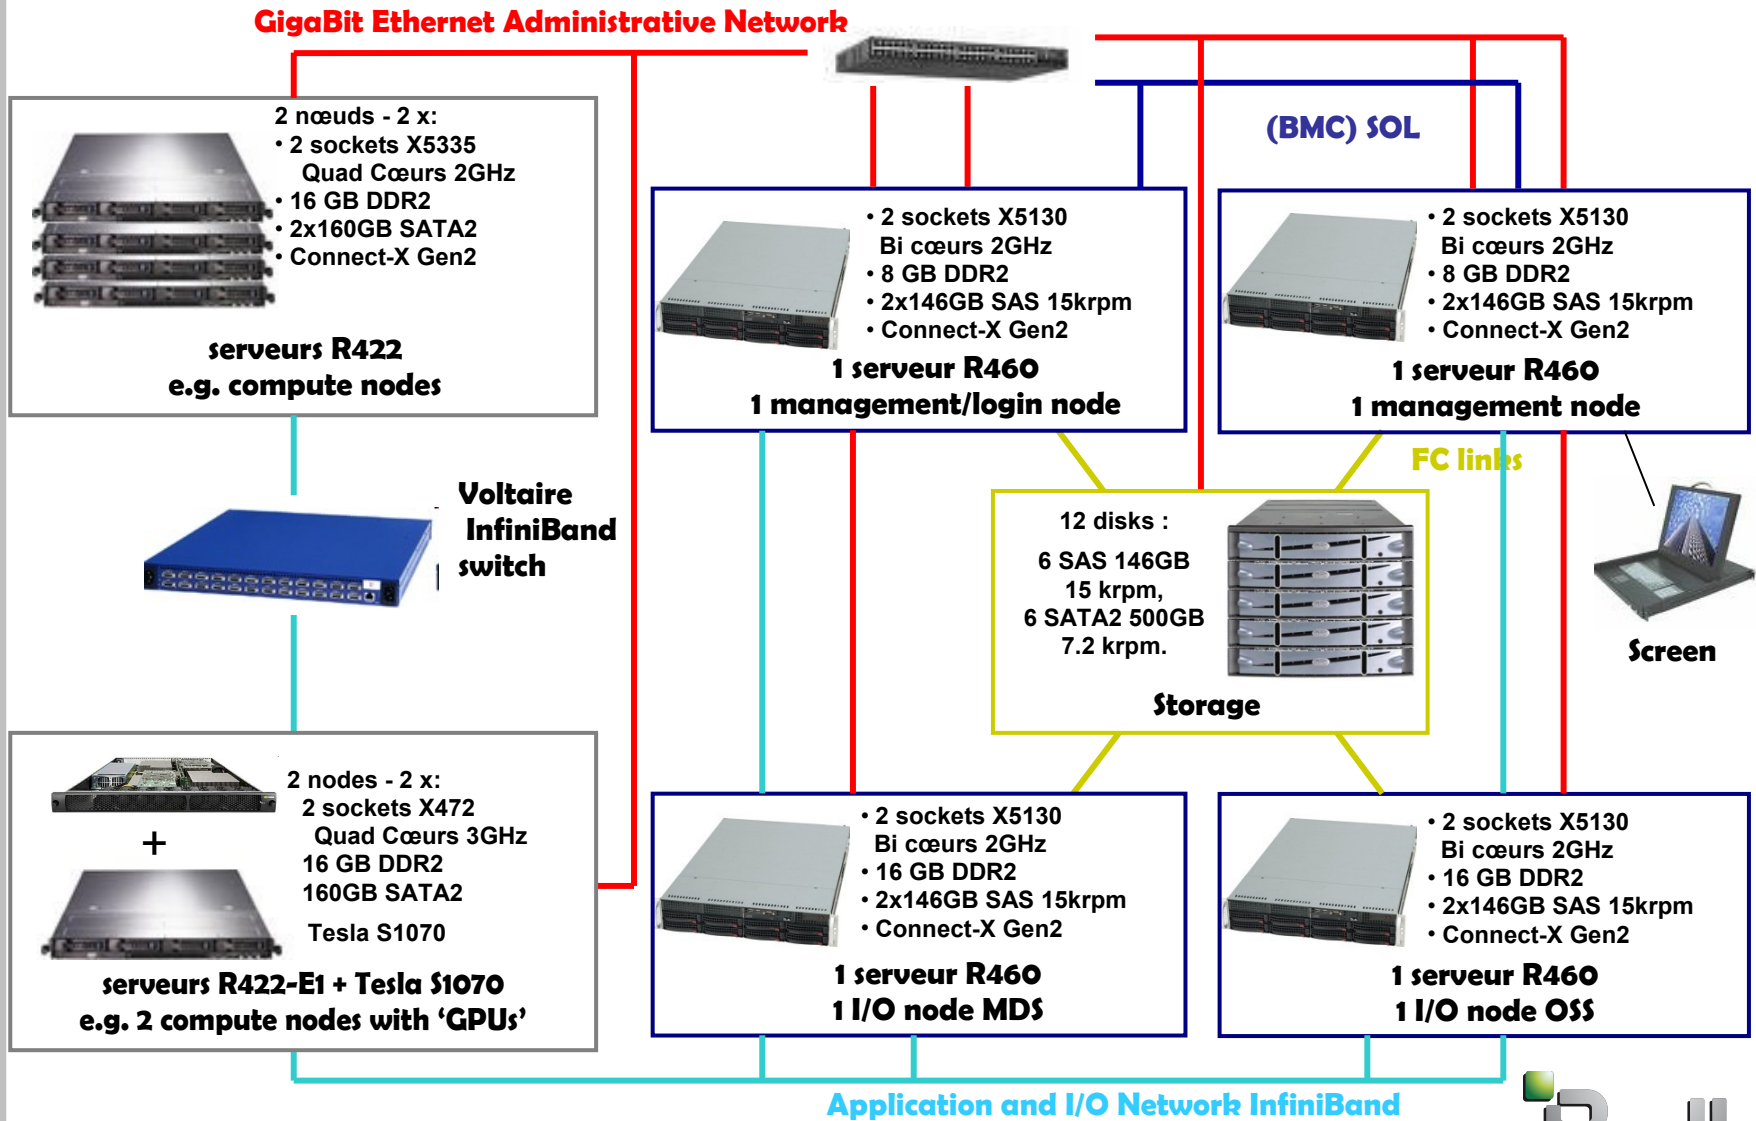 GigaBit Ethernet Administrative Network
2 nœuds - 2 x:
• 2 sockets X5335
Quad Cœurs 2GHz
• 16 GB DDR2
• 2x160GB SATA2
• Connect-X Gen2
serveurs R422
e.g. compute nodes
(BMC) SOL
• 2 sockets X5130
Bi cœurs 2GHz
• 8 GB DDR2
• 2x146GB SAS 15krpm
• Connect-X Gen2
1 serveur R460
1 management/login node
• 2 sockets X5130
Bi cœurs 2GHz
• 8 GB DDR2
• 2x146GB SAS 15krpm
• Connect-X Gen2
1 serveur R460
1 management node
FC links
Voltaire
InfiniBand
switch
12 disks :
6 SAS 146GB
15 krpm,
6 SATA2 500GB
7.2 krpm.
Storage
Screen
2 nodes - 2 x:
2 sockets X472
Quad Cœurs 3GHz
16 GB DDR2
160GB SATA2
Tesla S1070
+
serveurs R422-E1 + Tesla S1070
e.g. 2 compute nodes with ‘GPUs’
• 2 sockets X5130
Bi cœurs 2GHz
• 16 GB DDR2
• 2x146GB SAS 15krpm
• Connect-X Gen2
1 serveur R460
1 I/O node MDS
• 2 sockets X5130
Bi cœurs 2GHz
• 16 GB DDR2
• 2x146GB SAS 15krpm
• Connect-X Gen2
1 serveur R460
1 I/O node OSS
Application and I/O Network InfiniBand